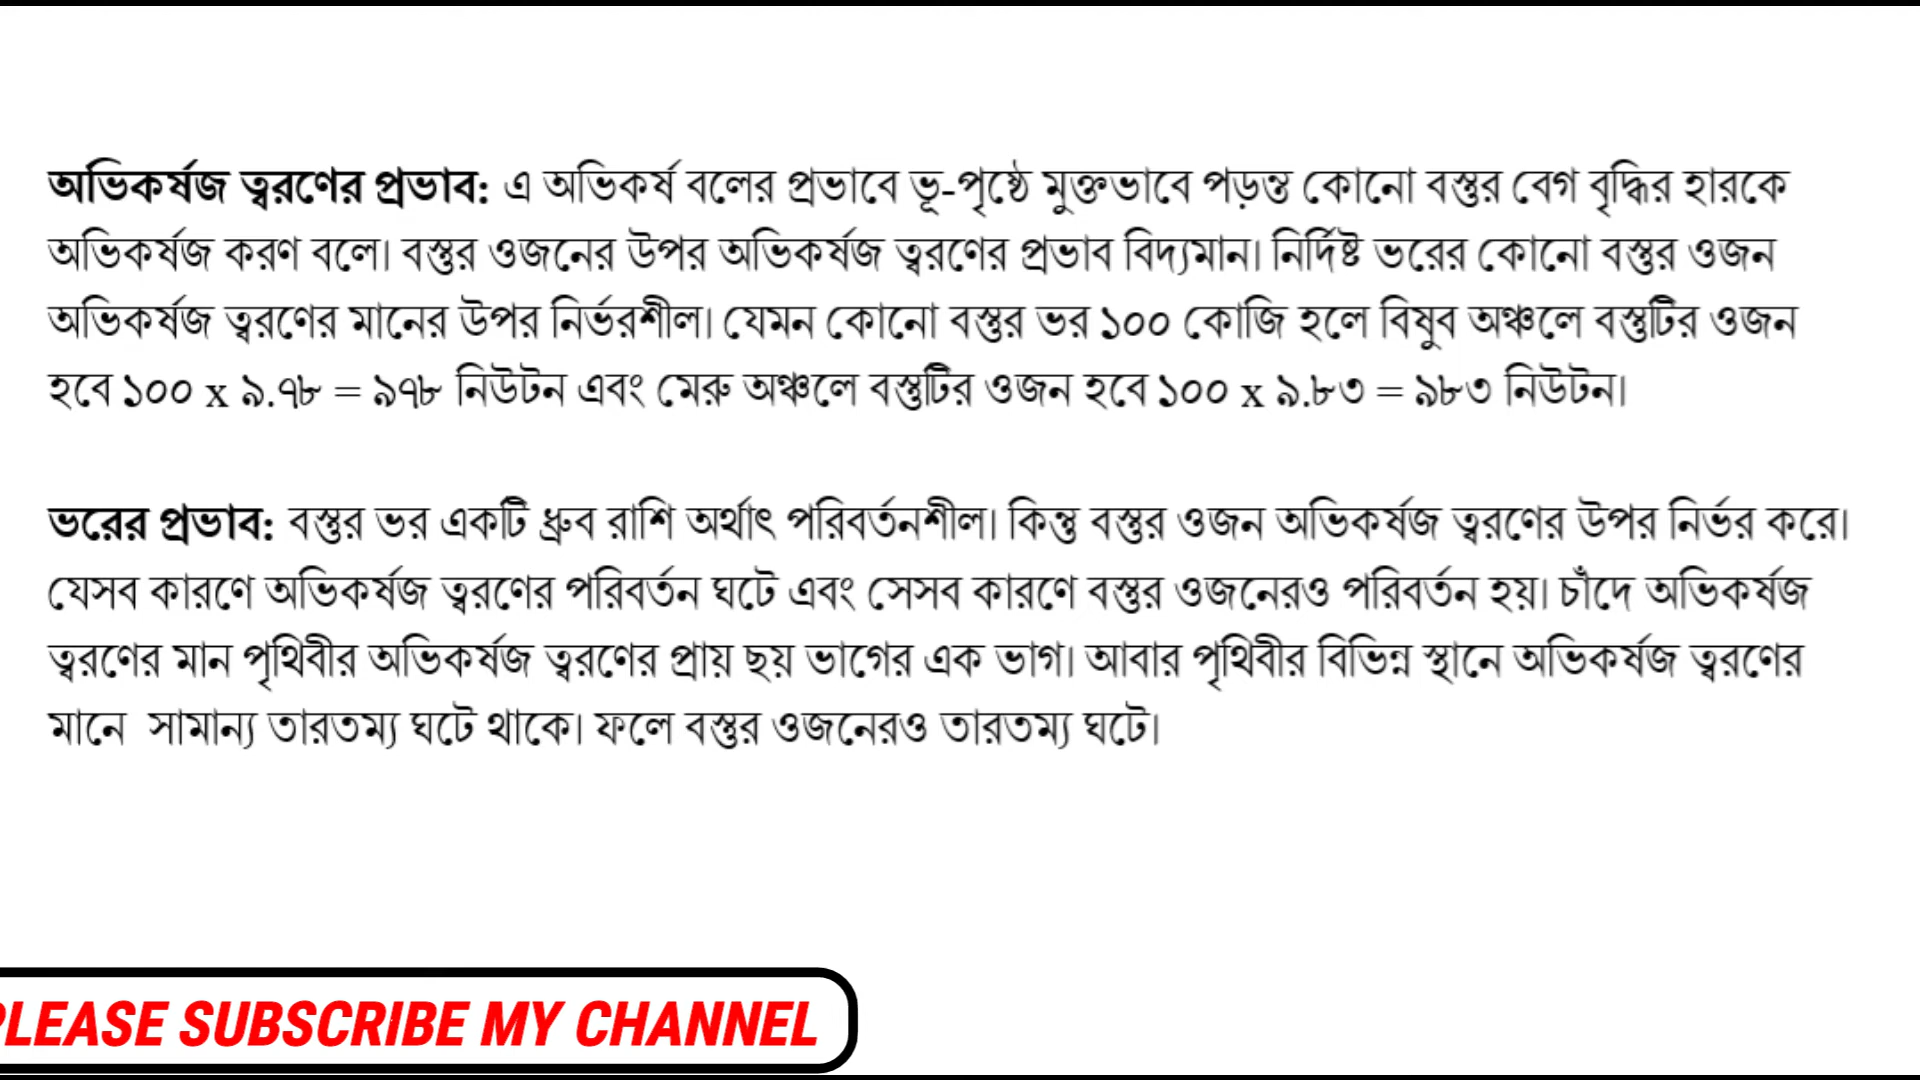 অভিকর্ষজ ত্বরণের প্রভাব: এ অভিকর্ষ বলের প্রভাবে ভূ-পৃষ্ঠে মুক্তভাবে পড়ন্ত কোনো বস্তুর বেগ বৃদ্ধির হারকে
অভিকর্ষজ করণ বলে। বস্তুর ওজনের উপর অভিকর্ষজ ত্বরণের প্রভাব বিদ্যমান। নির্দিষ্ট ভরের কোনো বস্তুর ওজন
অভিকর্ষজ ত্বরণের মানের উপর নির্ভরশীল। যেমন কোনো বস্তুর ভর ১০০ কোজি হলে বিষুব অঞ্চলে বস্তুটির ওজন
হবে ১০০ x ৯.৭৮ = ৯৭৮ নিউটন এবং মেরু অঞ্চলে বস্তুটির ওজন হবে ১০০ x ৯.৮৩ = ৯৮৩ নিউটন।
ভরের প্রভাব: বস্তুর ভর একটি ধ্রুব রাশি অর্থাৎ পরিবর্তনশীল। কিন্তু বস্তুর ওজন অভিকর্ষজ ত্বরণের উপর নির্ভর করে।
যেসব কারণে অভিকর্ষজ ত্বরণের পরিবর্তন ঘটে এবং সেসব কারণে বস্তুর ওজনেরও পরিবর্তন হয়। চাঁদে অভিকর্ষজ
ত্বরণের মান পৃথিবীর অভিকর্ষজ ত্বরণের প্রায় ছয় ভাগের এক ভাগ। আবার পৃথিবীর বিভিন্ন স্থানে অভিকর্ষজ ত্বরণের
মানে সামান্য তারতম্য ঘটে থাকে। ফলে বস্তুর ওজনেরও তারতম্য ঘটে।
PLEASE SUBSCRIBE MY CHANNEL